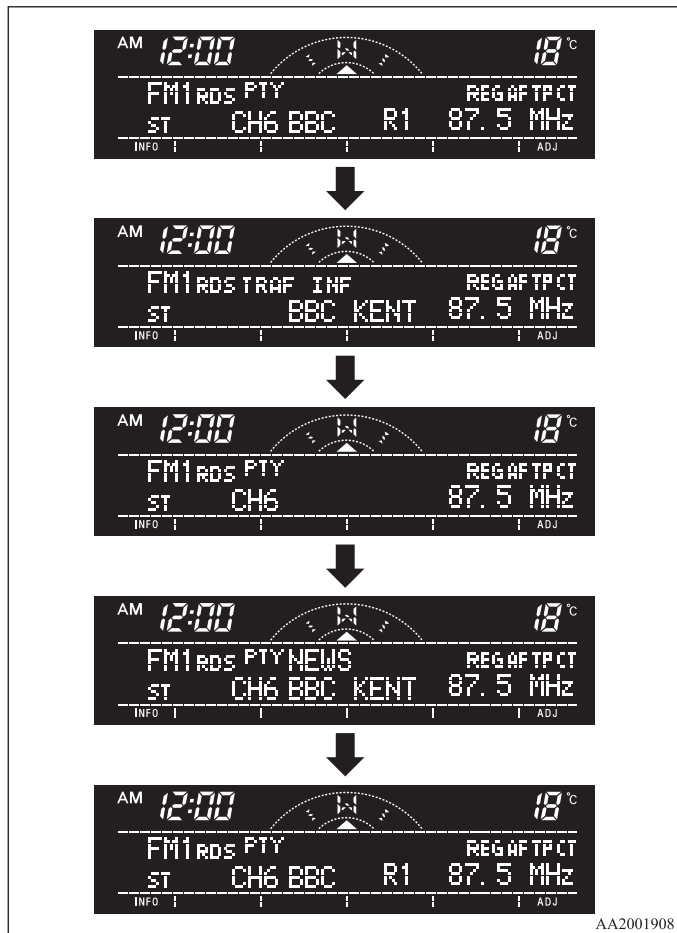 AM 12:00 W 18 °C
FM1 RDS PTY REG AF TP CT
ST CH6 BBC R1 87.5 MHz
INFO ADJ
AM 12:00 W 18 °C
FM1 RDS TRAF INF REG AF TP CT
ST BBC KENT 87.5 MHz
INFO ADJ
AM 12:00 W 18 °C
FM1 RDS PTY REG AF TP CT
ST CH6 87.5 MHz
INFO ADJ
AM 12:00 W 18 °C
FM1 RDS PTY NEWS REG AF TP CT
ST CH6 BBC KENT 87.5 MHz
INFO ADJ
AM 12:00 W 18 °C
FM1 RDS PTY REG AF TP CT
ST CH6 BBC R1 87.5 MHz
INFO ADJ
AA2001908